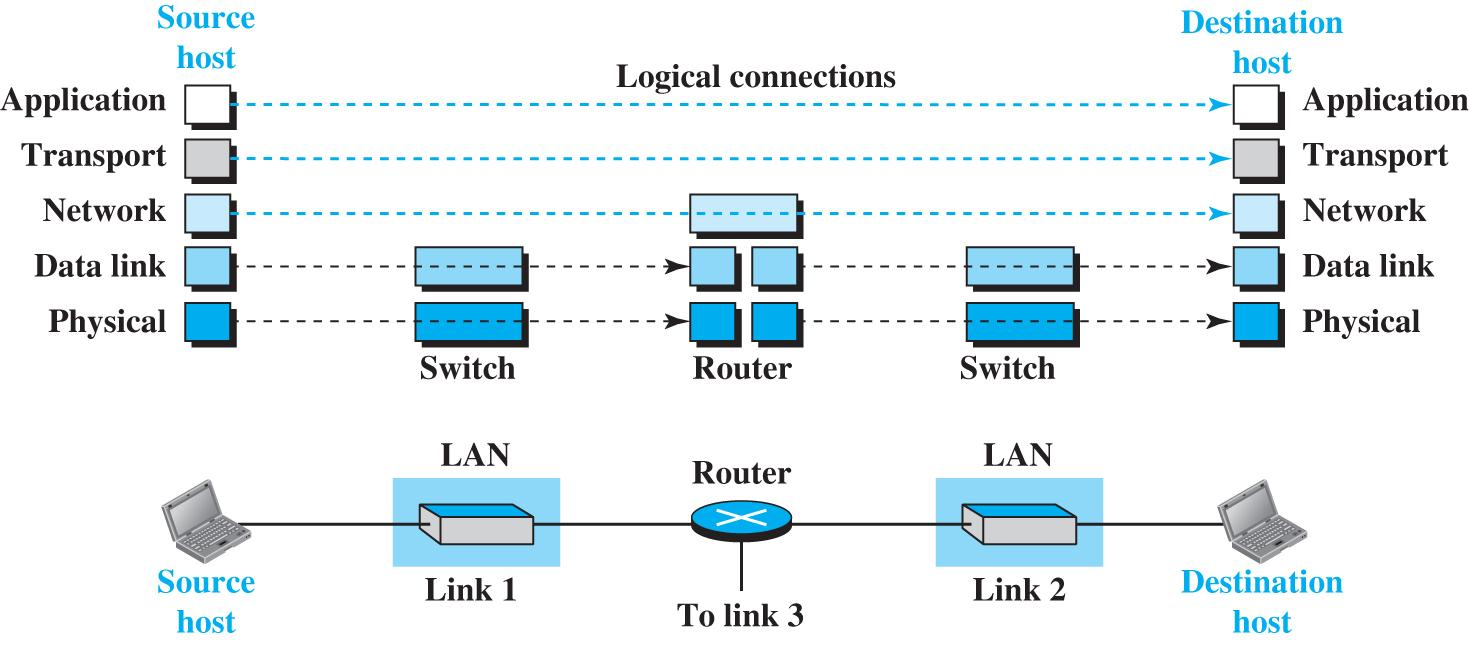 Source
host
Destination
host
Logical connections
Application
Application
Transport
Transport
Network
Network
Data link
Data link
Physical
Physical
Switch
Router
Switch
LAN
Router
LAN
Source
host
Link 1
To link 3
Link 2
Destination
host